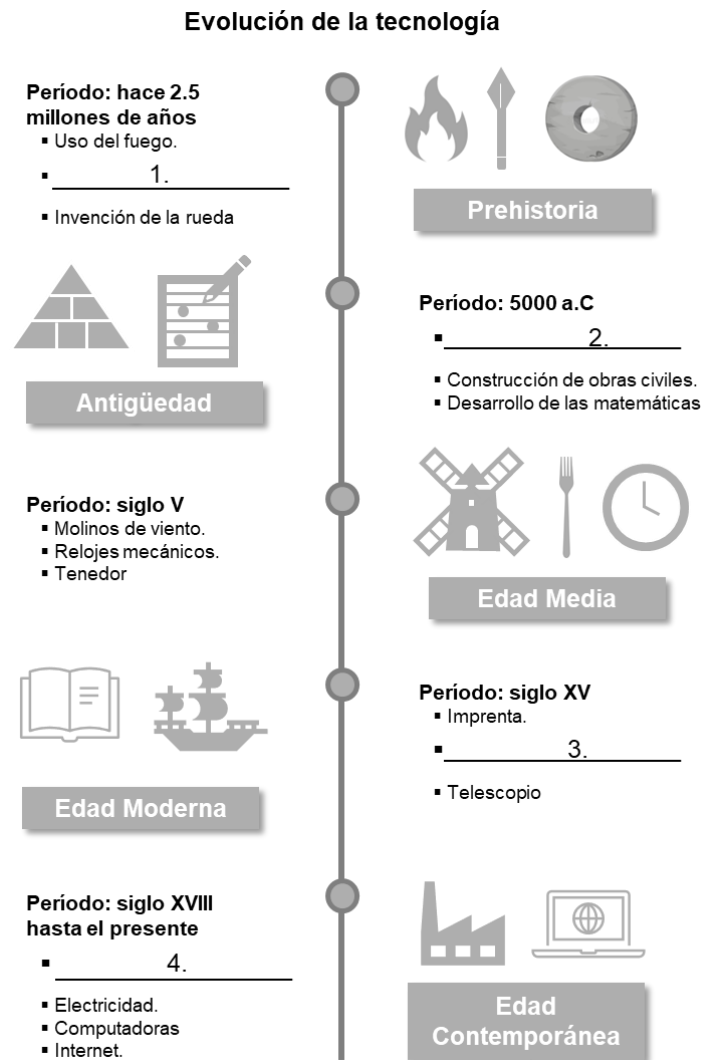 Evolución de la tecnología
Período: hace 2.5
millones de años
▪ Uso del fuego.
▪ 1.
▪ Invención de la rueda
Prehistoria
Antigüedad
Período: 5000 a.C
▪ 2.
▪ Construcción de obras civiles.
▪ Desarrollo de las matemáticas
Período: siglo V
▪ Molinos de viento.
▪ Relojes mecánicos.
▪ Tenedor
Edad Media
Edad Moderna
Período: siglo XV
▪ Imprenta.
▪ 3.
▪ Telescopio
Período: siglo XVIII
hasta el presente
▪ 4.
▪ Electricidad.
▪ Computadoras
▪ Internet.
Edad
Contemporánea